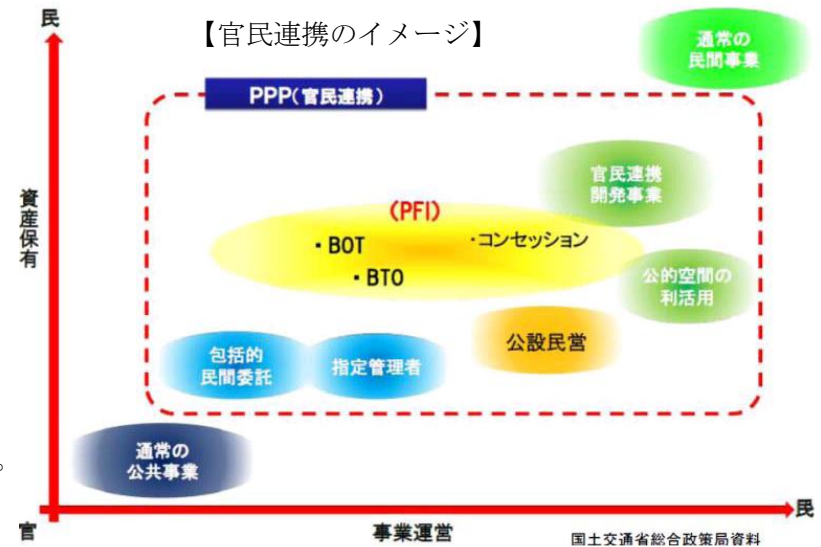 民
【官民連携のイメージ】
通常の
民間事業
PPP(官民連携)
官民連携
開発事業
資産保有
(PFI)
・BOT
・コンセッション
・BTO
公的空間の
利活用
公設民営
包括的
民間委託
指定管理者
通常の
公共事業
。
民
官
事業運営
国土交通省総合政策局資料